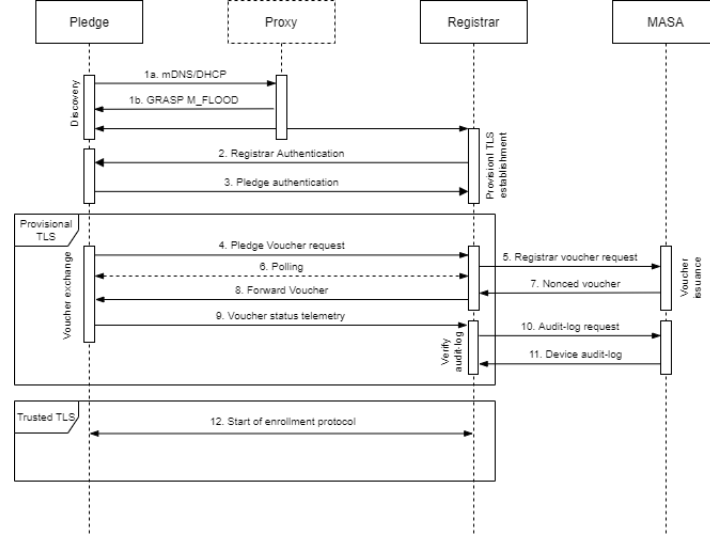 Pledge
Proxy
Registrar
MASA
Discovery
1a. mDNS/DHCP
1b. GRASP M_FLOOD
2. Registrar Authentication
3. Pledge authentication
Provisionl TLS
establishment
Provisional
TLS
Voucher exchange
4. Pledge Voucher request
5. Registrar voucher request
6. Polling
7. Nonced voucher
8. Forward Voucher
Voucher
issuance
9. Voucher status telemetry
Verify
audit-log
10. Audit-log request
11. Device audit-log
Trusted TLS
12. Start of enrollment protocol